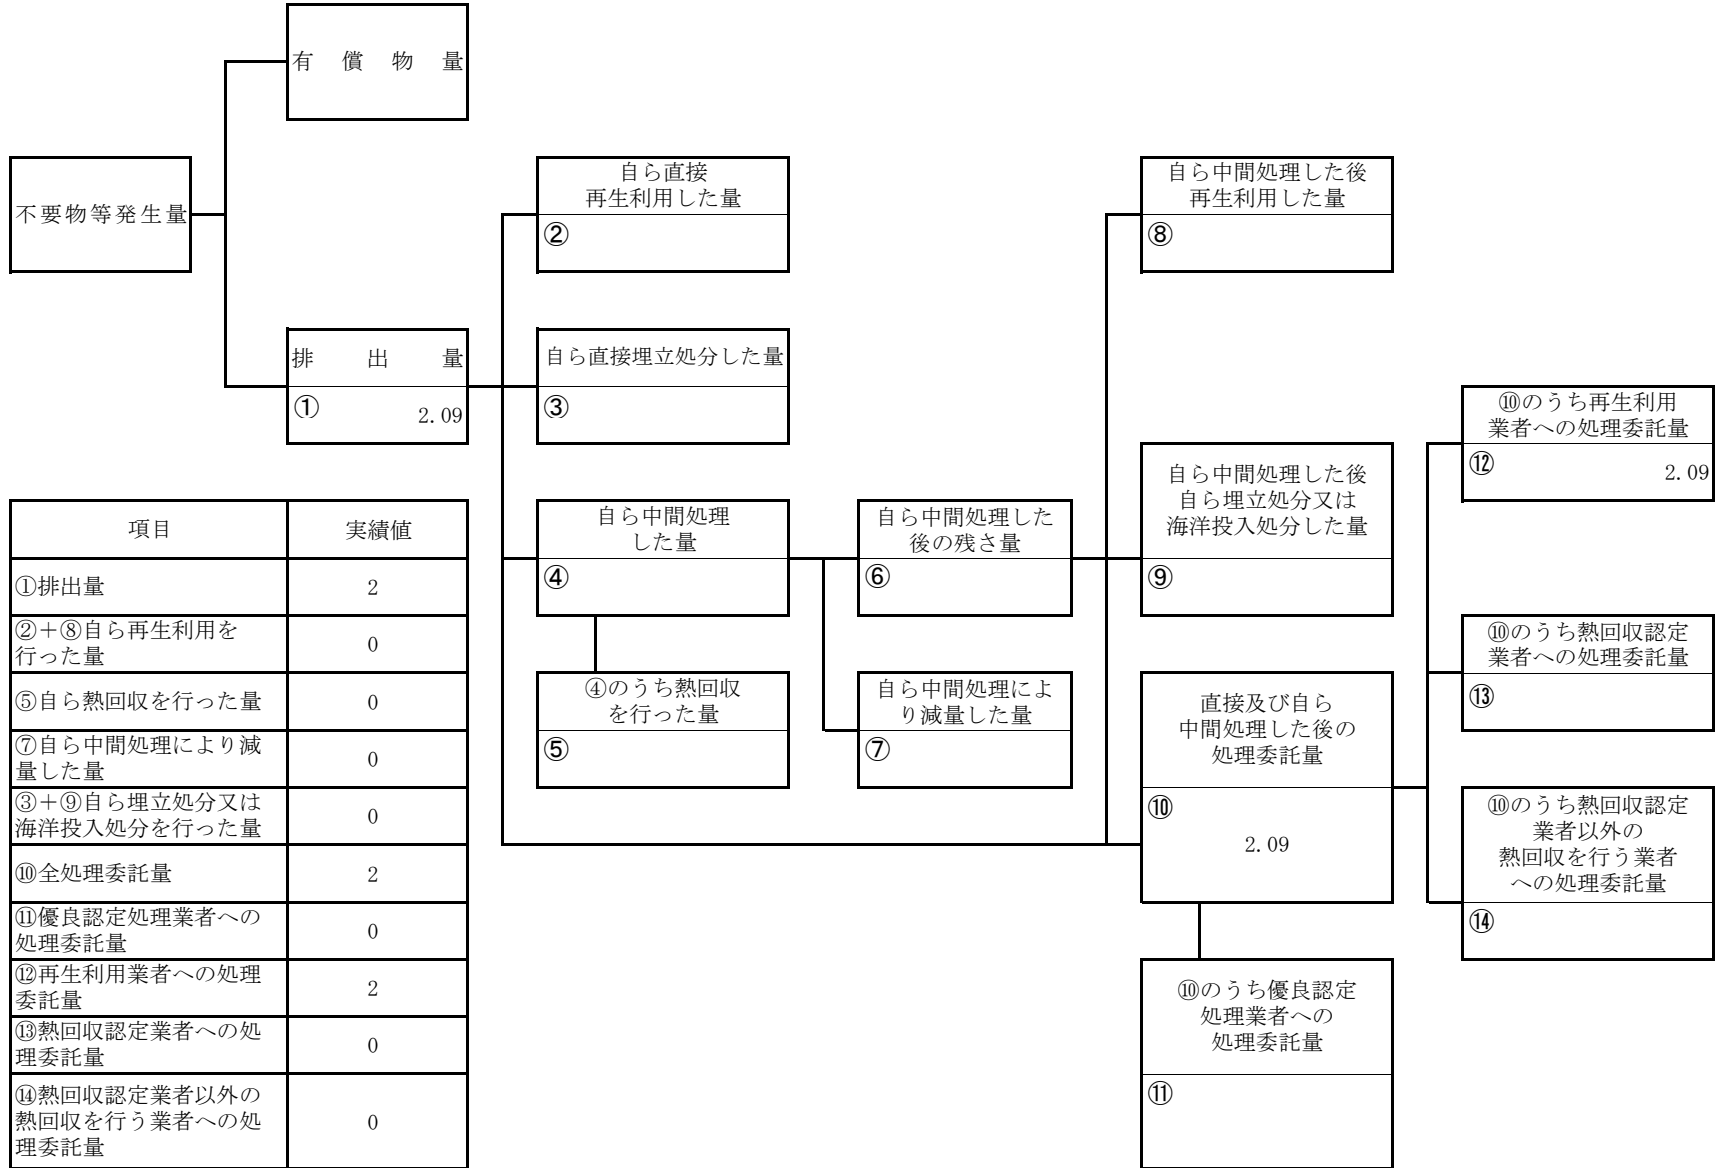 有償物量
不要物等発生量
排出量
①
2.09
自ら直接
再生利用した量
②
自ら直接埋立処分した量
③
自ら中間処理
した量
④
④のうち熱回収
を行った量
⑤
自ら中間処理した
後の残さ量
⑥
自ら中間処理によ
り減量した量
⑦
自ら中間処理した後
再生利用した量
⑧
自ら中間処理した後
自ら埋立処分又は
海洋投入処分した量
⑨
直接及び自ら
中間処理した後の
処理委託量
⑩
2.09
⑩のうち優良認定
処理業者への
処理委託量
⑪
⑩のうち再生利用
業者への処理委託量
⑫
2.09
⑩のうち熱回収認定
業者への処理委託量
⑬
⑩のうち熱回収認定
業者以外の
熱回収を行う業者
への処理委託量
⑭
項目 実績値
①排出量 2
②＋⑧自ら再生利用を
行った量 0
⑤自ら熱回収を行った量 0
⑦自ら中間処理により減
量した量 0
③＋⑨自ら埋立処分又は
海洋投入処分を行った量 0
⑩全処理委託量 2
⑪優良認定処理業者への
処理委託量 0
⑫再生利用業者への処理
委託量 2
⑬熱回収認定業者への処
理委託量 0
⑭熱回収認定業者以外の
熱回収を行う業者への処
理委託量 0